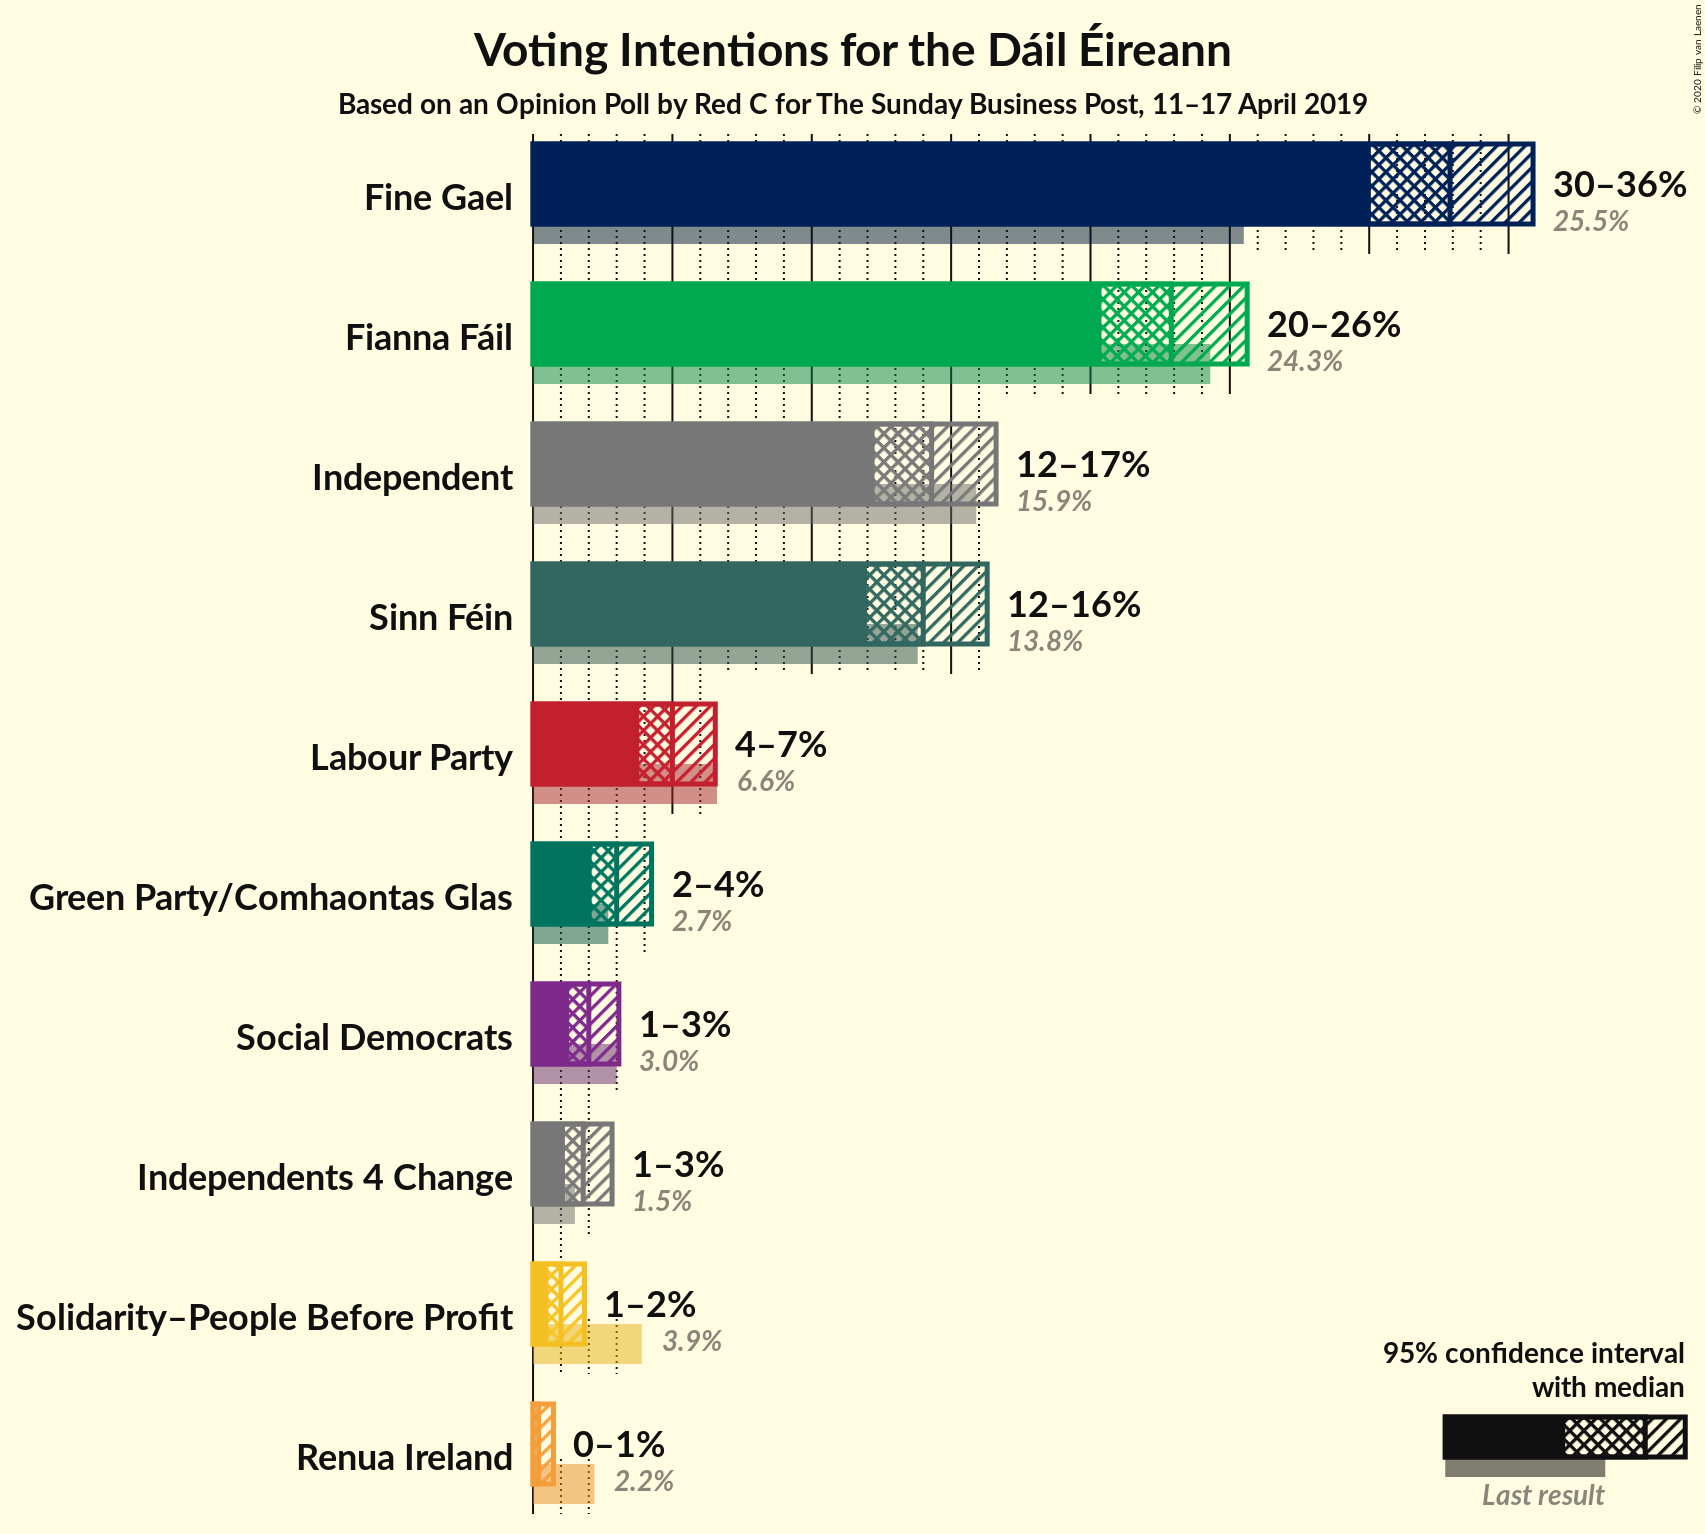 Voting Intentions for the Dáil Éireann
Based on an Opinion Poll by Red C for The Sunday Business Post, 11–17 April 2019
© 2020 Filip van Laenen
Fine Gael
30–36%
25.5%
Fianna Fáil
20–26%
24.3%
Independent
12–17%
15.9%
Sinn Féin
12–16%
13.8%
Labour Party
4–7%
6.6%
Green Party/Comhaontas Glas
2–4%
2.7%
Social Democrats
1–3%
3.0%
Independents 4 Change
1–3%
1.5%
Solidarity–People Before Profit
1–2%
3.9%
Renua Ireland
0–1%
2.2%
95% confidence interval
with median
Last result